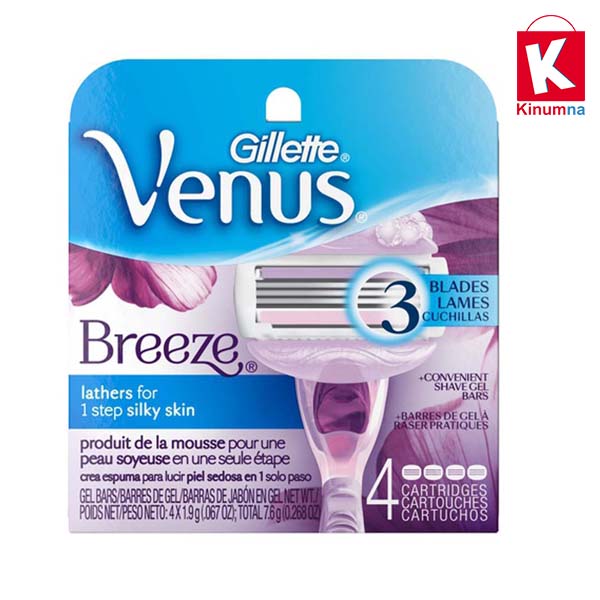 K
Kinumna
Gillette®
Venus®
3 BLADES
LAMES
CUCHILLAS
Breeze®
lathers for
1 step silky skin
+CONVENIENT
SHAVE GEL
BARS
+BARRES DE GEL À
RASER PRATIQUES
produit de la mousse pour une
peau soyeuse en une seule étape
crea espuma para lucir piel sedosa en 1 solo paso
GEL BARS/BARRES DE GEL/BARRAS DE JABÓN EN GEL NET WT./
POIDS NET/PESO NETO: 4 X 1.9 g (.067 OZ); TOTAL 7.6 g (0.268 OZ)
4 CARTRIDGES
CARTOUCHES
CARTUCHOS